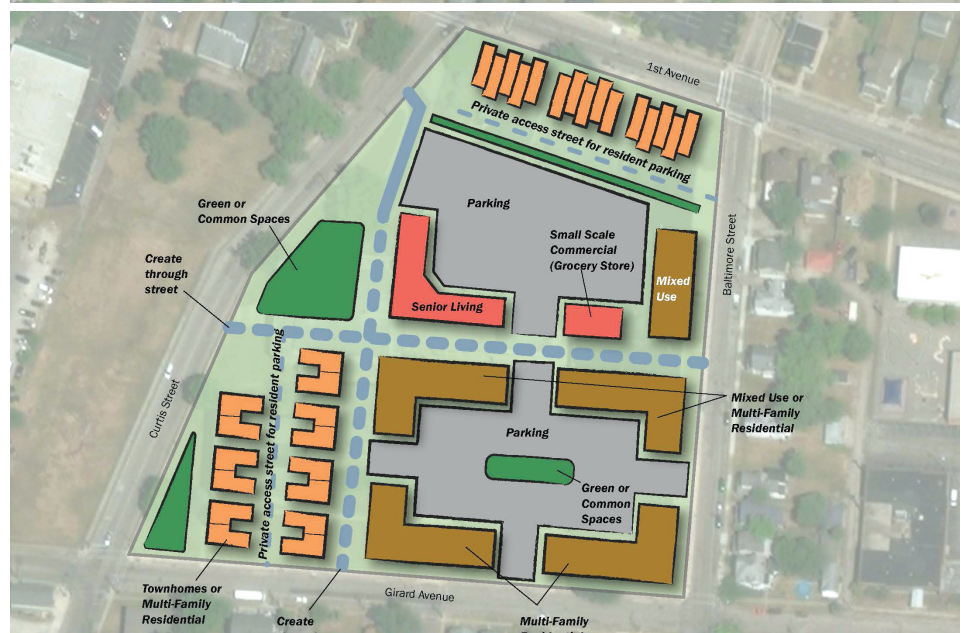 1st Avenue
Private access street for resident parking
Green or
Common Spaces
Parking
Baltimore Street
Small Scale
Commercial
(Grocery Store)
Create
through
street
Mixed
Use
Senior Living
Private access street for resident parking
Curtis Street
Mixed Use or
Multi-Family
Residential
Parking
Green or
Common
Spaces
Townhomes or
Multi-Family
Residential
Girard Avenue
Create
Multi-Family